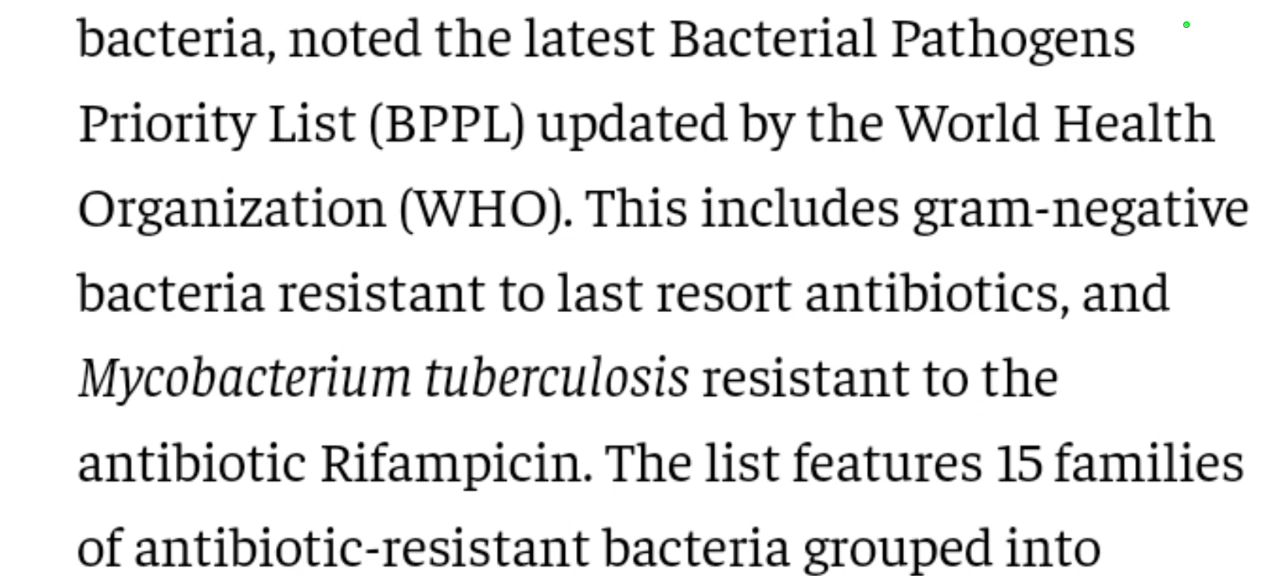 bacteria, noted the latest Bacterial Pathogens
Priority List (BPPL) updated by the World Health
Organization (WHO). This includes gram-negative
bacteria resistant to last resort antibiotics, and
Mycobacterium tuberculosis resistant to the
antibiotic Rifampicin. The list features 15 families
of antibiotic-resistant bacteria grouped into